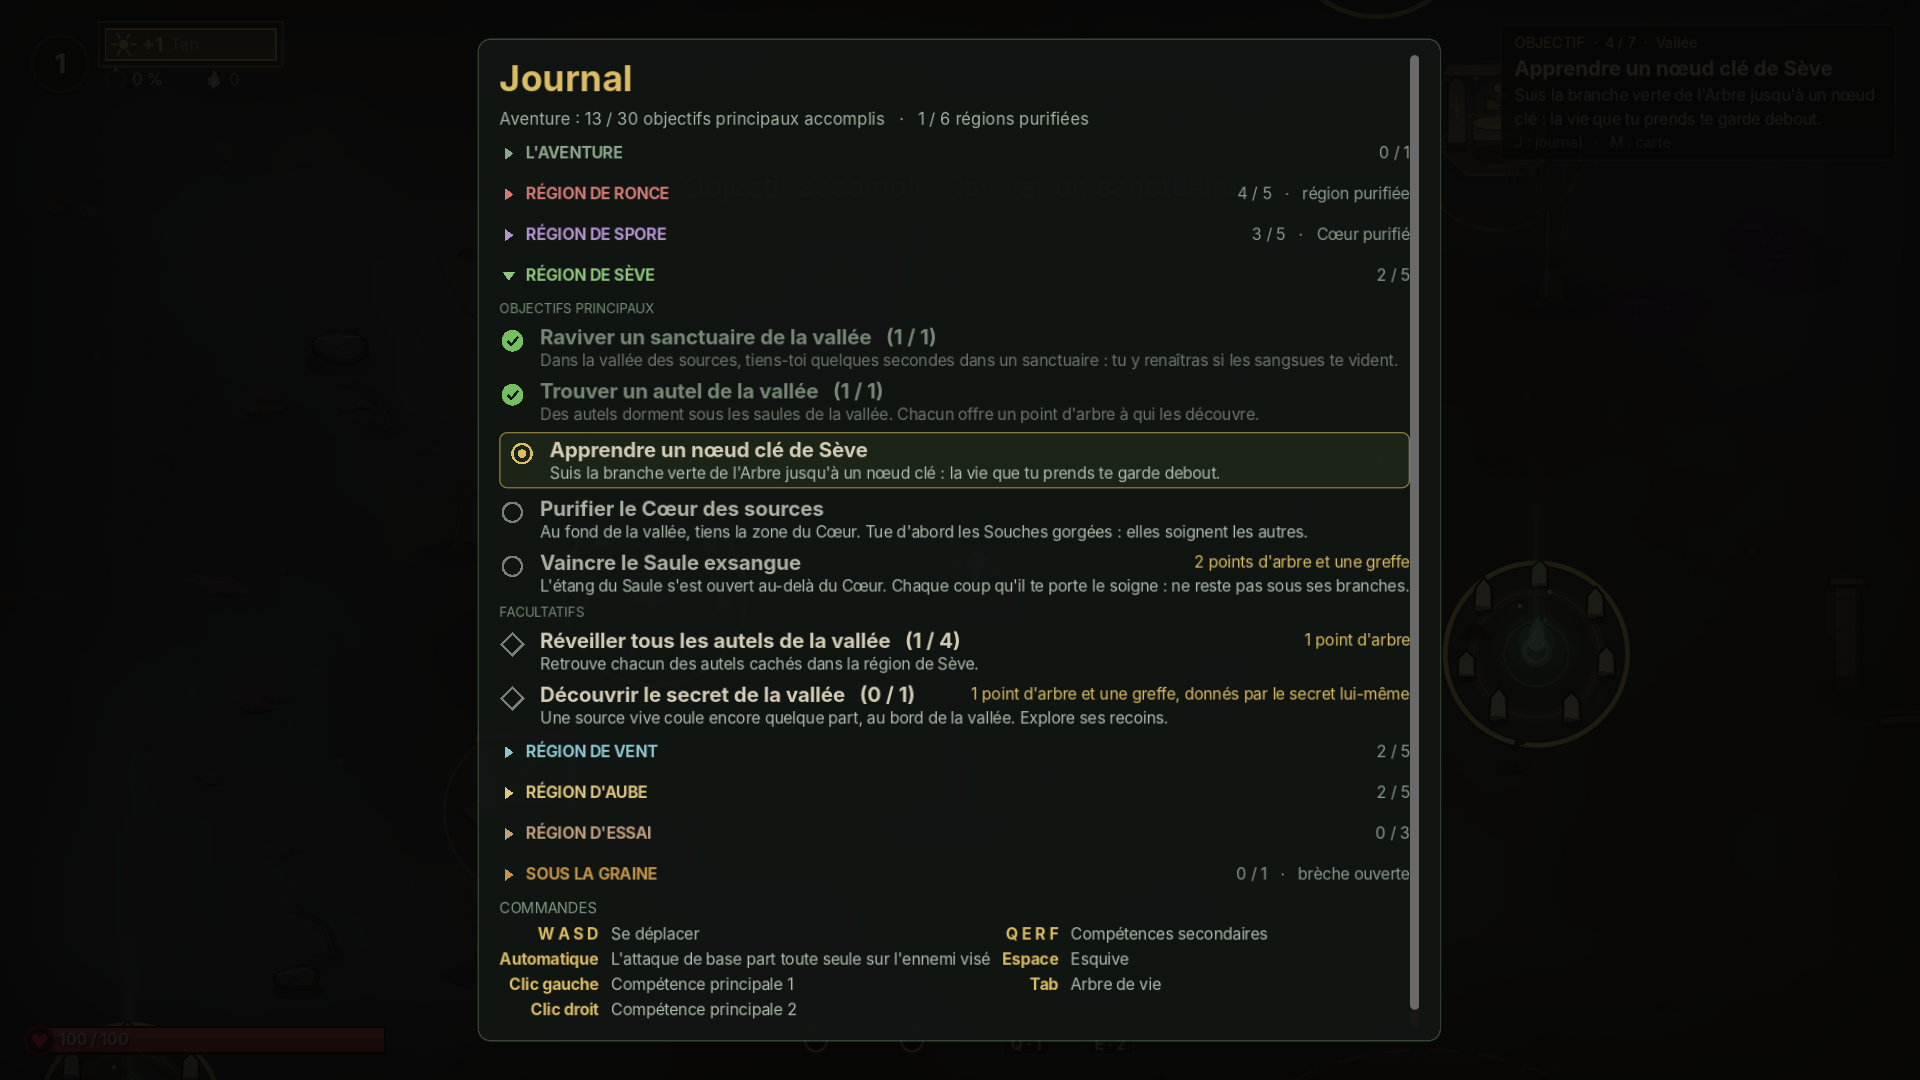 1
+1 Tab
0 %
0
OBJECTIF · 4 / 7 · Vallée
Apprendre un nœud clé de Sève
Suis la branche verte de l'Arbre jusqu'à un nœud
clé : la vie que tu prends te garde debout.
J : journal · M : carte
Journal
Aventure : 13 / 30 objectifs principaux accomplis · 1 / 6 régions purifiées
L'AVENTURE 0 / 1
RÉGION DE RONCE 4 / 5 · région purifiée
RÉGION DE SPORE 3 / 5 · Cœur purifié
RÉGION DE SÈVE 2 / 5
OBJECTIFS PRINCIPAUX
Raviver un sanctuaire de la vallée (1 / 1)
Dans la vallée des sources, tiens-toi quelques secondes dans un sanctuaire : tu y renaîtras si les sangsues te vident.
Trouver un autel de la vallée (1 / 1)
Des autels dorment sous les saules de la vallée. Chacun offre un point d'arbre à qui les découvre.
Apprendre un nœud clé de Sève
Suis la branche verte de l'Arbre jusqu'à un nœud clé : la vie que tu prends te garde debout.
Purifier le Cœur des sources
Au fond de la vallée, tiens la zone du Cœur. Tue d'abord les Souches gorgées : elles soignent les autres.
Vaincre le Saule exsangue 2 points d'arbre et une greffe
L'étang du Saule s'est ouvert au-delà du Cœur. Chaque coup qu'il te porte le soigne : ne reste pas sous ses branches.
FACULTATIFS
Réveiller tous les autels de la vallée (1 / 4) 1 point d'arbre
Retrouve chacun des autels cachés dans la région de Sève.
Découvrir le secret de la vallée (0 / 1) 1 point d'arbre et une greffe, donnés par le secret lui-même
Une source vive coule encore quelque part, au bord de la vallée. Explore ses recoins.
RÉGION DE VENT 2 / 5
RÉGION D'AUBE 2 / 5
RÉGION D'ESSAI 0 / 3
SOUS LA GRAINE 0 / 1 · brèche ouverte
COMMANDES
W A S D Se déplacer Q E R F Compétences secondaires
Automatique L'attaque de base part toute seule sur l'ennemi visé Espace Esquive
Clic gauche Compétence principale 1 Tab Arbre de vie
Clic droit Compétence principale 2
100 / 100
Q · 1
E · 2